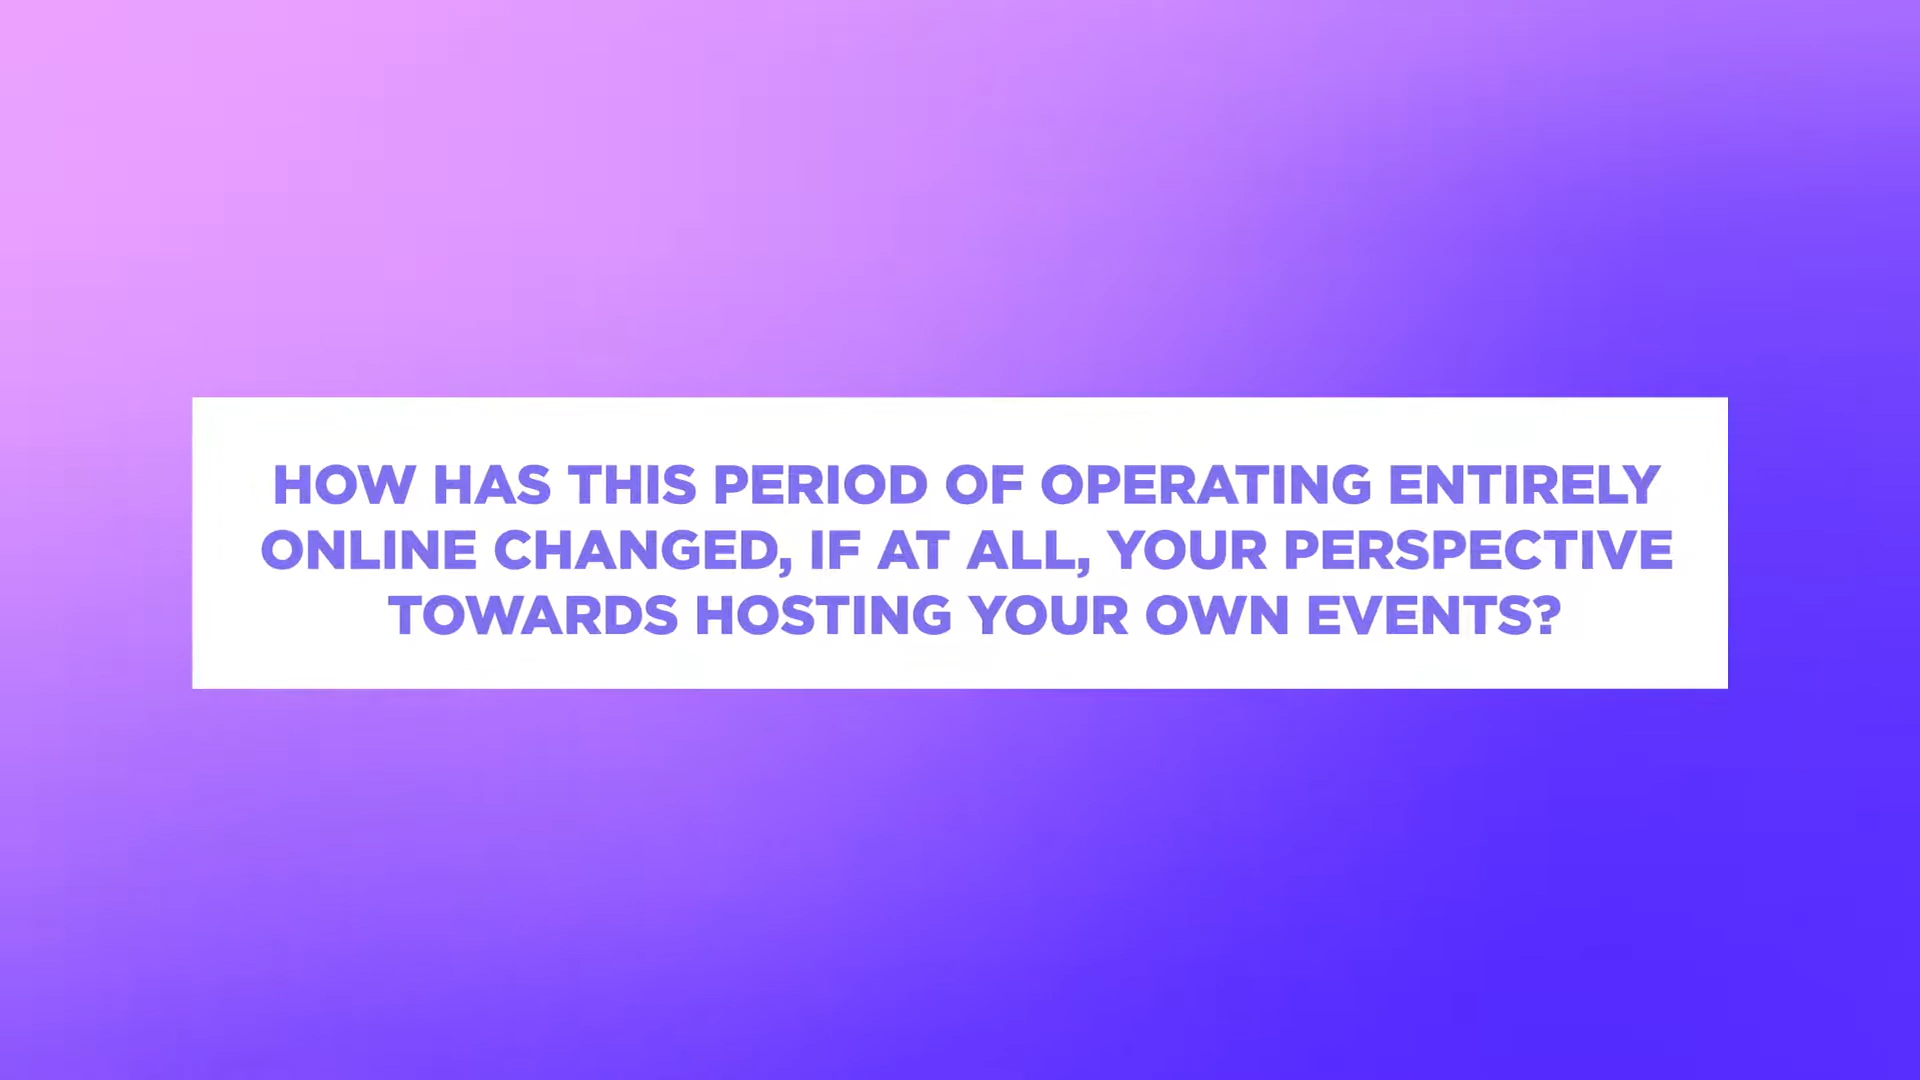 HOW HAS THIS PERIOD OF OPERATING ENTIRELY
ONLINE CHANGED, IF AT ALL, YOUR PERSPECTIVE
TOWARDS HOSTING YOUR OWN EVENTS?